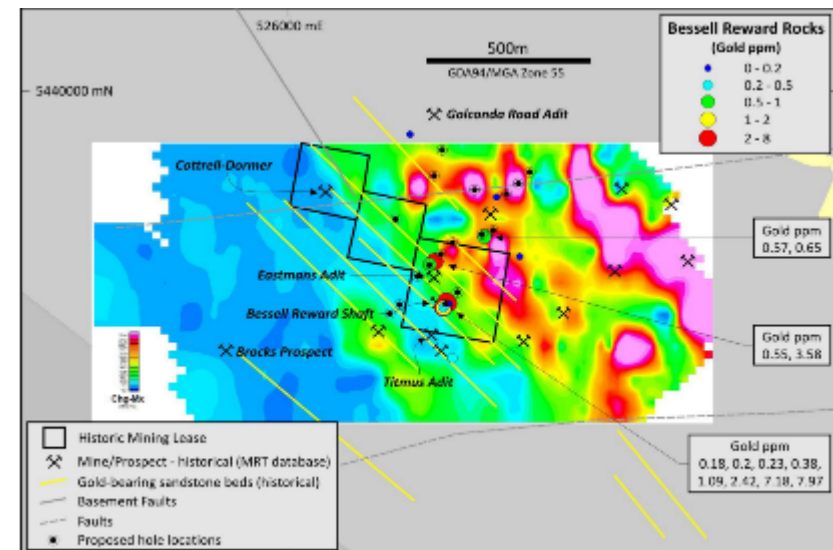 526000 mE
5440000 mN
500m
GDA94/MGA Zone 55
Bessell Reward Rocks
(Gold ppm)
0 - 0.2
0.2 - 0.5
0.5 - 1
1 - 2
2 - 8
Golconda Road Adit
Cottrell-Dormer
Eastmans Adit
Bessell Reward Shaft
Brocks Prospect
Titmus Adit
Chg-Mx
Gold ppm
0.57, 0.65
Gold ppm
0.55, 3.58
Gold ppm
0.18, 0.2, 0.23, 0.38,
1.09, 2.42, 7.18, 7.97
Historic Mining Lease
Mine/Prospect - historical (MRT database)
Gold-bearing sandstone beds (historical)
Basement Faults
Faults
Proposed hole locations